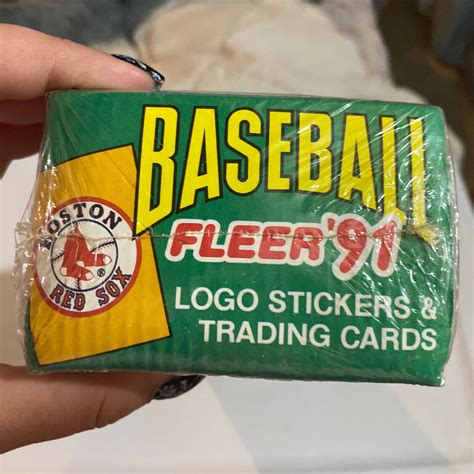 BASEBALL
FLEER '91
BOSTON
RED SOX
®
LOGO STICKERS &
TRADING CARDS